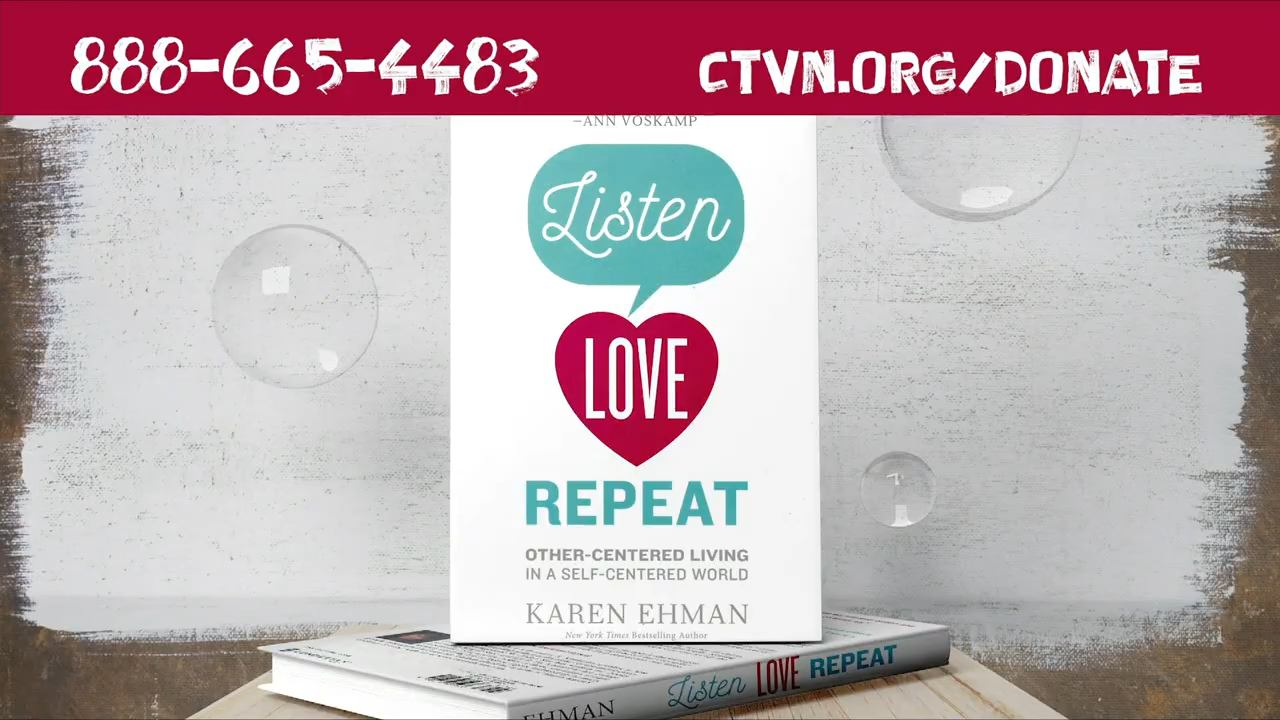 888-665-4483
CTVN.ORG/DONATE
—ANN VOSKAMP
Listen
LOVE
REPEAT
OTHER-CENTERED LIVING
IN A SELF-CENTERED WORLD
KAREN EHMAN
New York Times Bestselling Author
Listen LOVE REPEAT
EHMAN